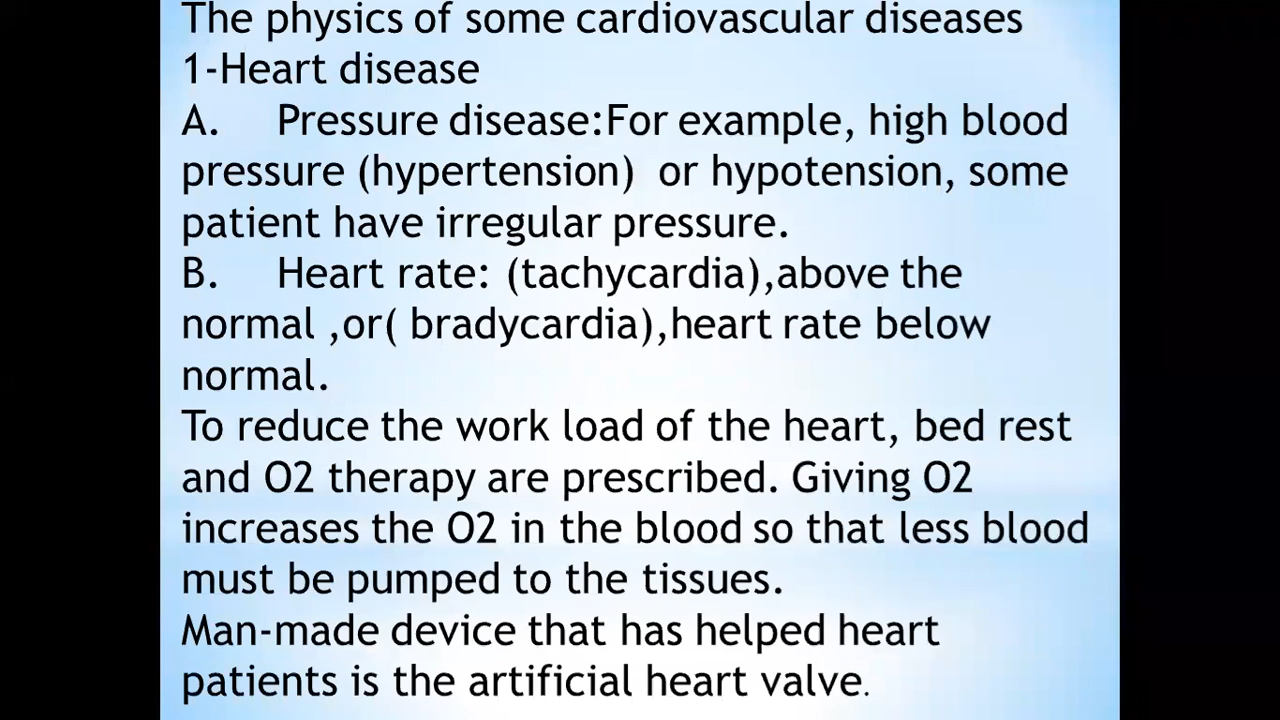 The physics of some cardiovascular diseases
1-Heart disease
A. Pressure disease:For example, high blood
pressure (hypertension) or hypotension, some
patient have irregular pressure.
B. Heart rate: (tachycardia),above the
normal ,or( bradycardia),heart rate below
normal.
To reduce the work load of the heart, bed rest
and O2 therapy are prescribed. Giving O2
increases the O2 in the blood so that less blood
must be pumped to the tissues.
Man-made device that has helped heart
patients is the artificial heart valve.